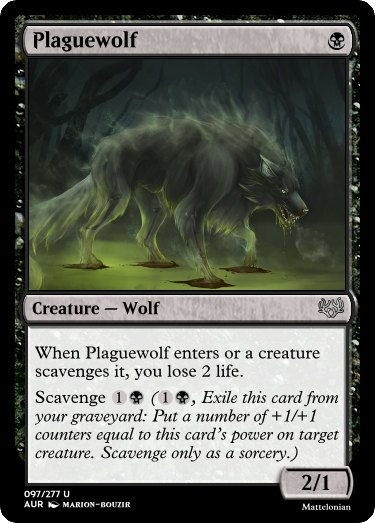 Plaguewolf
Creature — Wolf
When Plaguewolf enters or a creature
scavenges it, you lose 2 life.
Scavenge 1 (1, Exile this card from
your graveyard: Put a number of +1/+1
counters equal to this card's power on target
creature. Scavenge only as a sorcery.)
2/1
097/277 U
AUR MARION-BOUZIR
Mattelonian